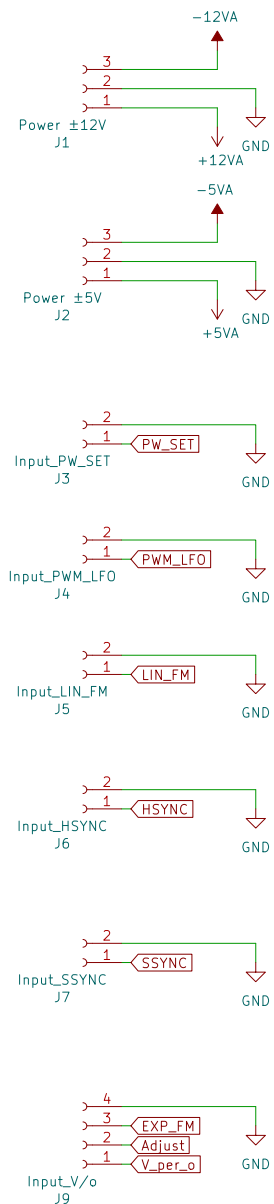 -12VA
3
2
1
Power ±12V
J1
GND
+12VA
-5VA
3
2
1
Power ±5V
J2
GND
+5VA
2
1
PW_SET
Input_PW_SET
J3
GND
2
1
PWM_LFO
Input_PWM_LFO
J4
GND
2
1
LIN_FM
Input_LIN_FM
J5
GND
2
1
HSYNC
Input_HSYNC
J6
GND
2
1
SSYNC
Input_SSYNC
J7
GND
4
3
EXP_FM
2
Adjust
1
V_per_o
Input_V/o
J9
GND